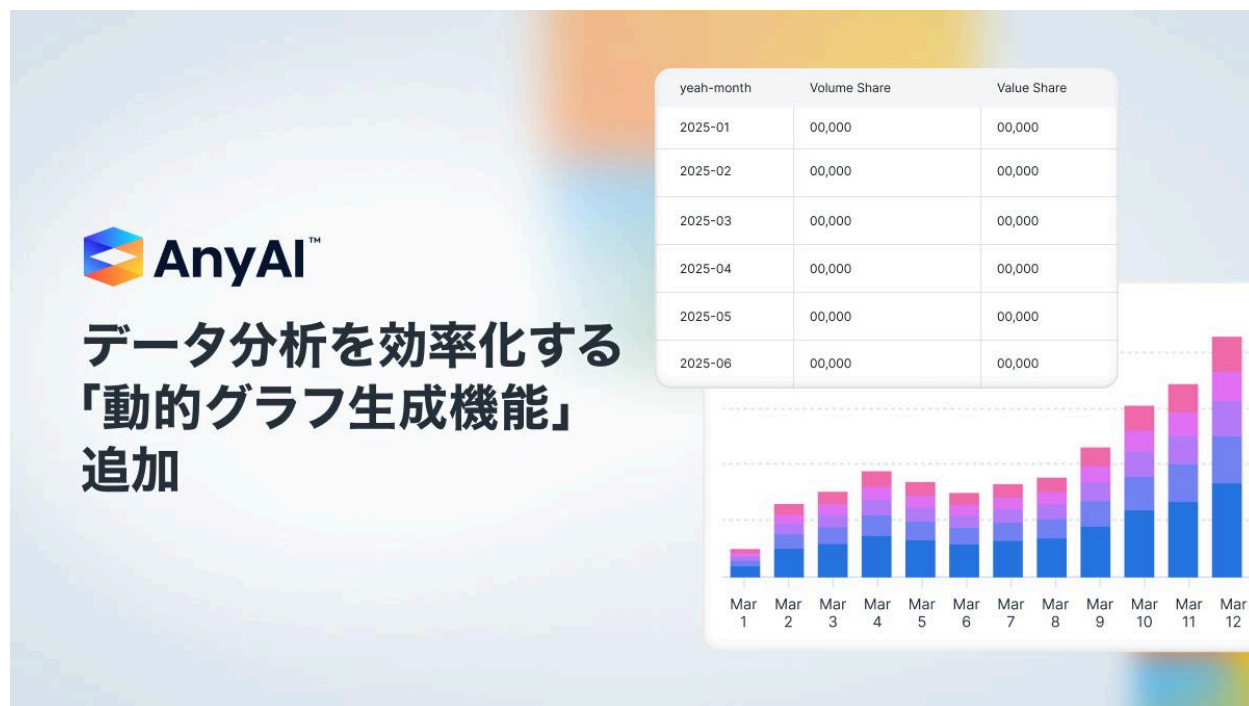 AnyAI™
データ分析を効率化する
「動的グラフ生成機能」
追加
yeah-month Volume Share Value Share
2025-01 00,000 00,000
2025-02 00,000 00,000
2025-03 00,000 00,000
2025-04 00,000 00,000
2025-05 00,000 00,000
2025-06 00,000 00,000
Mar Mar Mar Mar Mar Mar Mar Mar Mar Mar Mar Mar
1 2 3 4 5 6 7 8 9 10 11 12